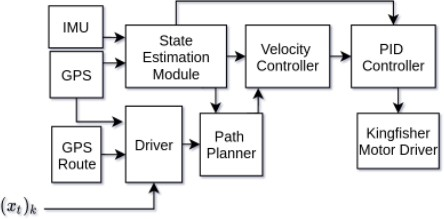 IMU
GPS
State
Estimation
Module
Velocity
Controller
PID
Controller
GPS
Route
Driver
Path
Planner
Kingfisher
Motor Driver
(x_t)_k